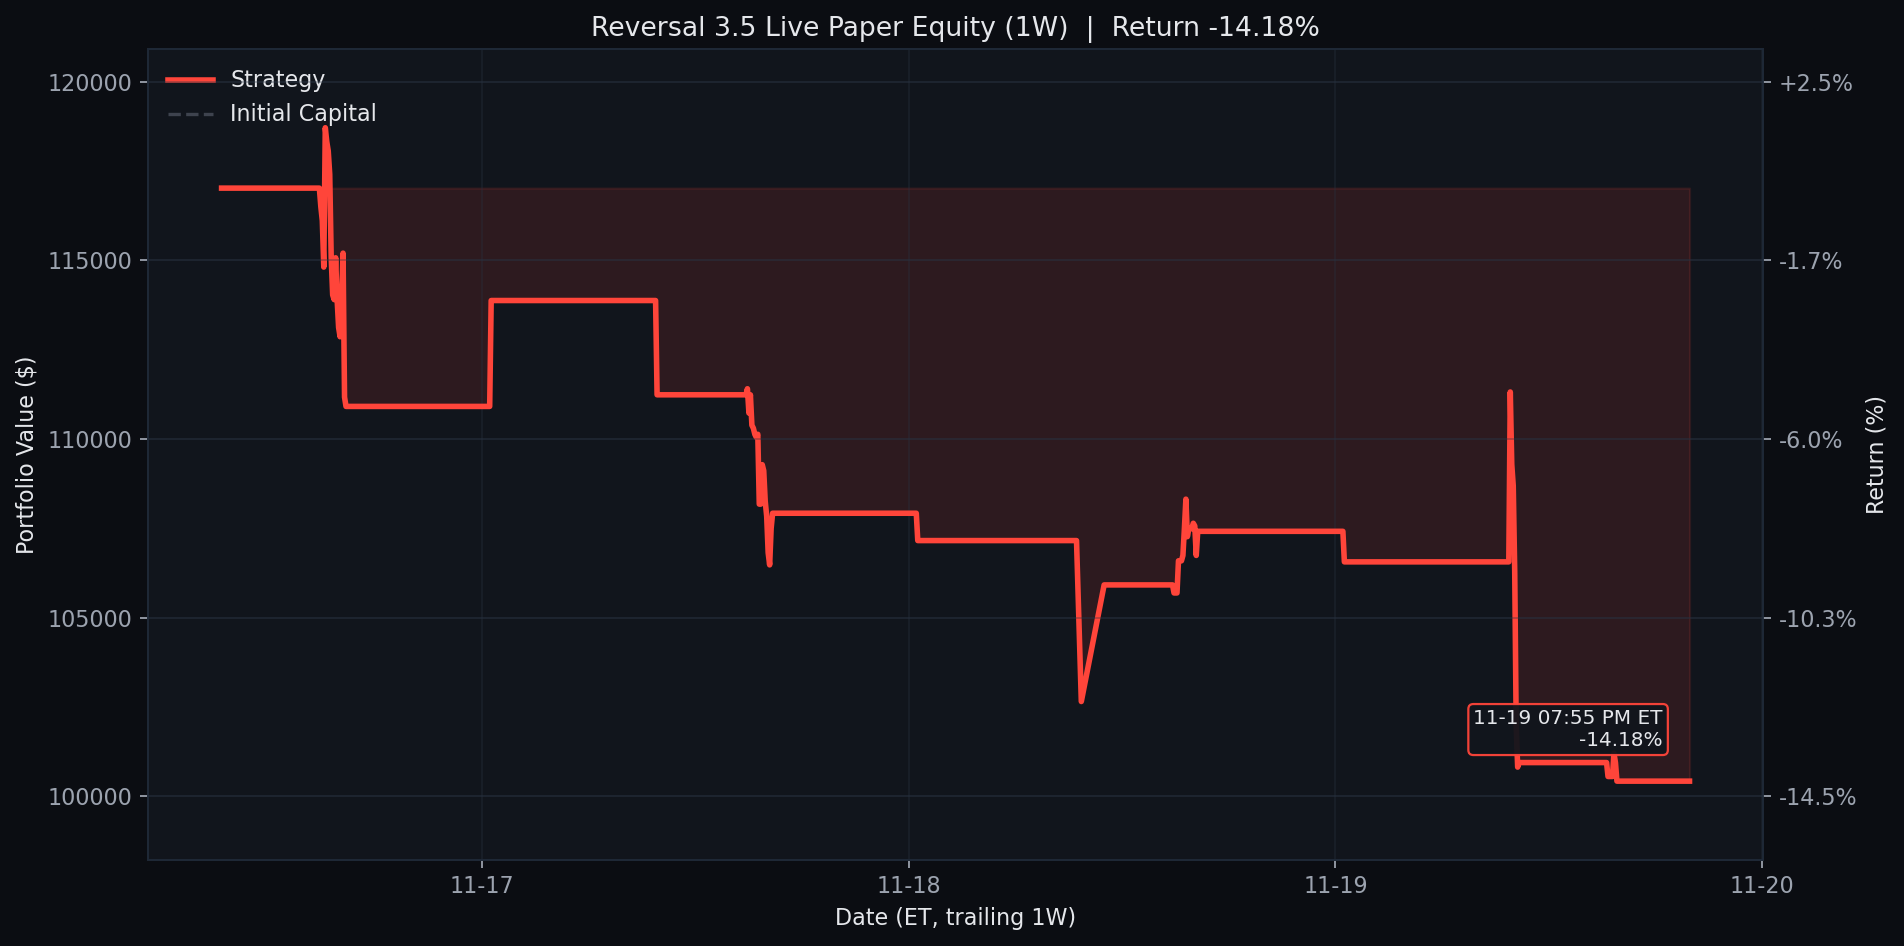 Reversal 3.5 Live Paper Equity (1W)  |  Return -14.18%
Strategy
Initial Capital
120000
115000
110000
105000
100000
Portfolio Value ($)
+2.5%
-1.7%
-6.0%
-10.3%
-14.5%
Return (%)
11-19 07:55 PM ET
-14.18%
11-17
11-18
11-19
11-20
Date (ET, trailing 1W)